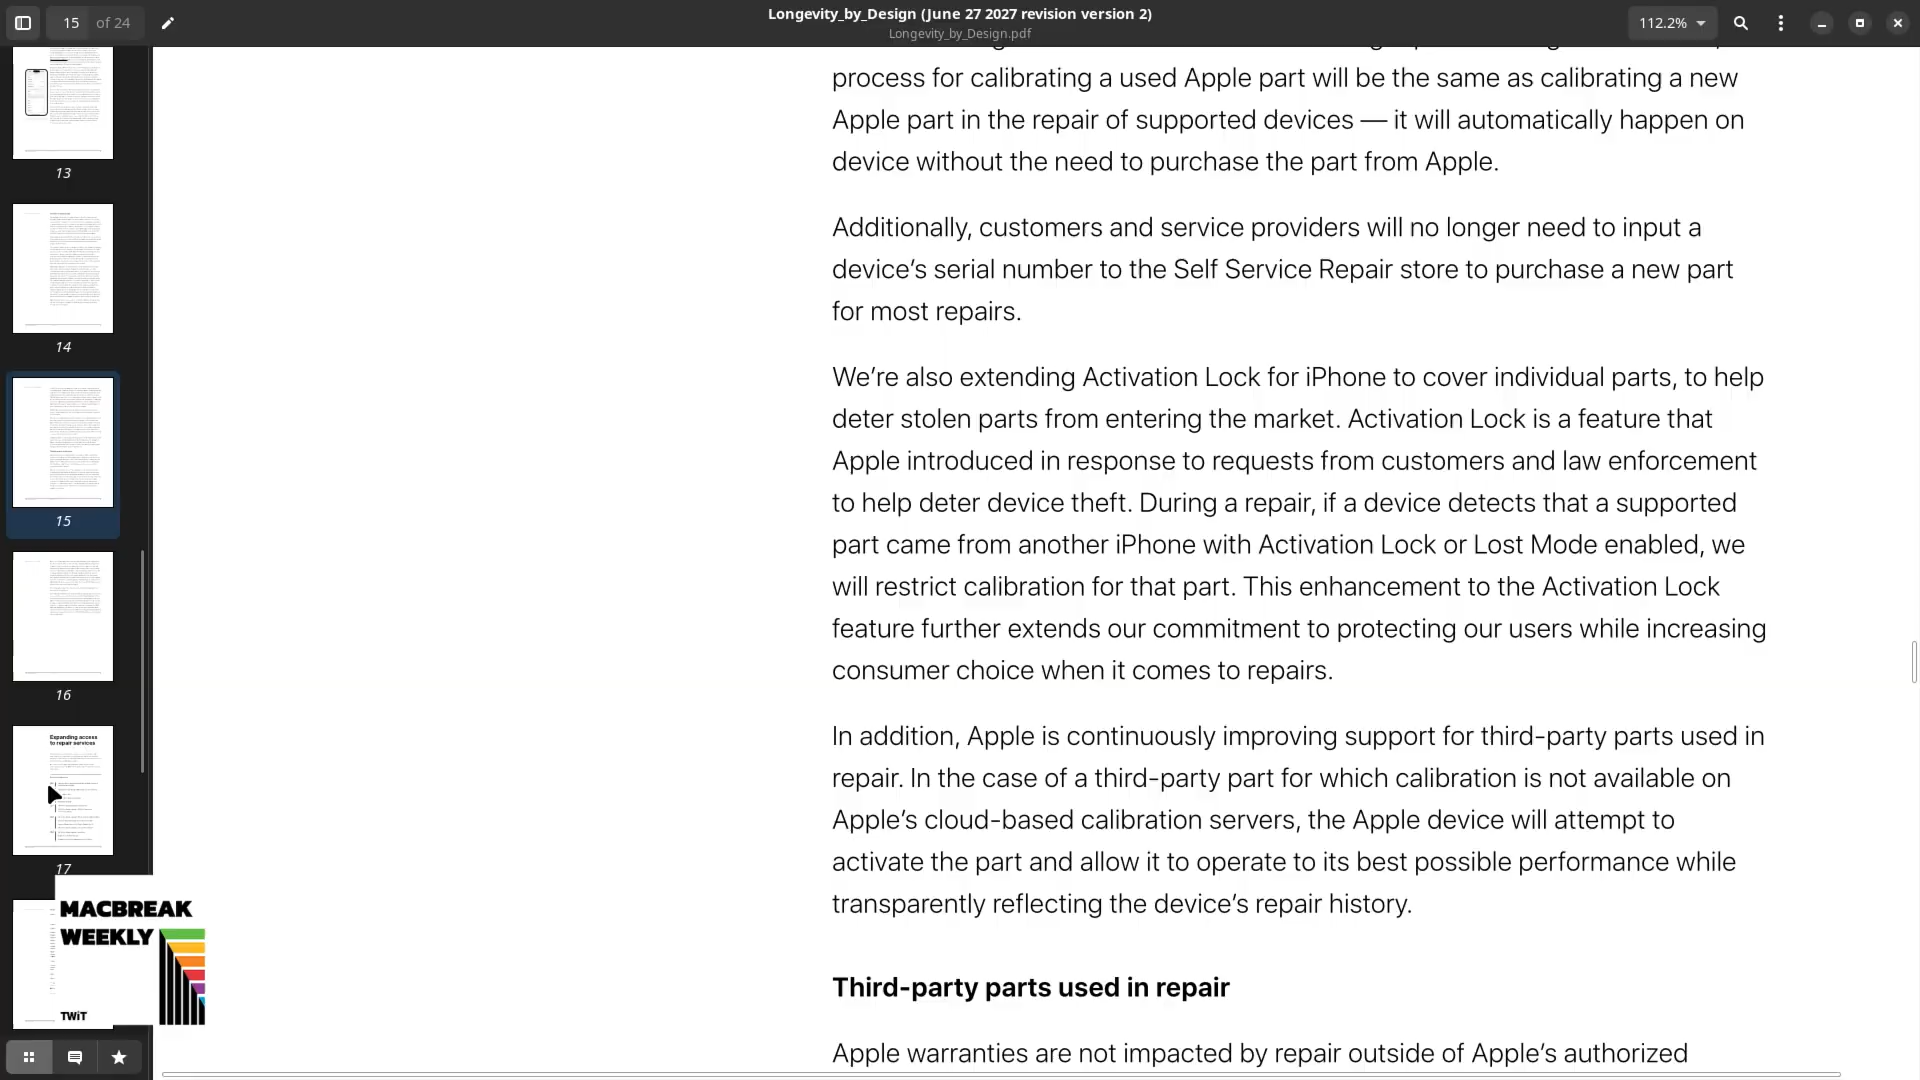 15 of 24
Longevity_by_Design (June 27 2027 revision version 2)
Longevity_by_Design.pdf
112.2%
13
14
15
16
Expanding access
to repair services
17
MACBREAK
WEEKLY
TWiT
process for calibrating a used Apple part will be the same as calibrating a new
Apple part in the repair of supported devices — it will automatically happen on
device without the need to purchase the part from Apple.
Additionally, customers and service providers will no longer need to input a
device’s serial number to the Self Service Repair store to purchase a new part
for most repairs.
We’re also extending Activation Lock for iPhone to cover individual parts, to help
deter stolen parts from entering the market. Activation Lock is a feature that
Apple introduced in response to requests from customers and law enforcement
to help deter device theft. During a repair, if a device detects that a supported
part came from another iPhone with Activation Lock or Lost Mode enabled, we
will restrict calibration for that part. This enhancement to the Activation Lock
feature further extends our commitment to protecting our users while increasing
consumer choice when it comes to repairs.
In addition, Apple is continuously improving support for third-party parts used in
repair. In the case of a third-party part for which calibration is not available on
Apple’s cloud-based calibration servers, the Apple device will attempt to
activate the part and allow it to operate to its best possible performance while
transparently reflecting the device’s repair history.
Third-party parts used in repair
Apple warranties are not impacted by repair outside of Apple’s authorized